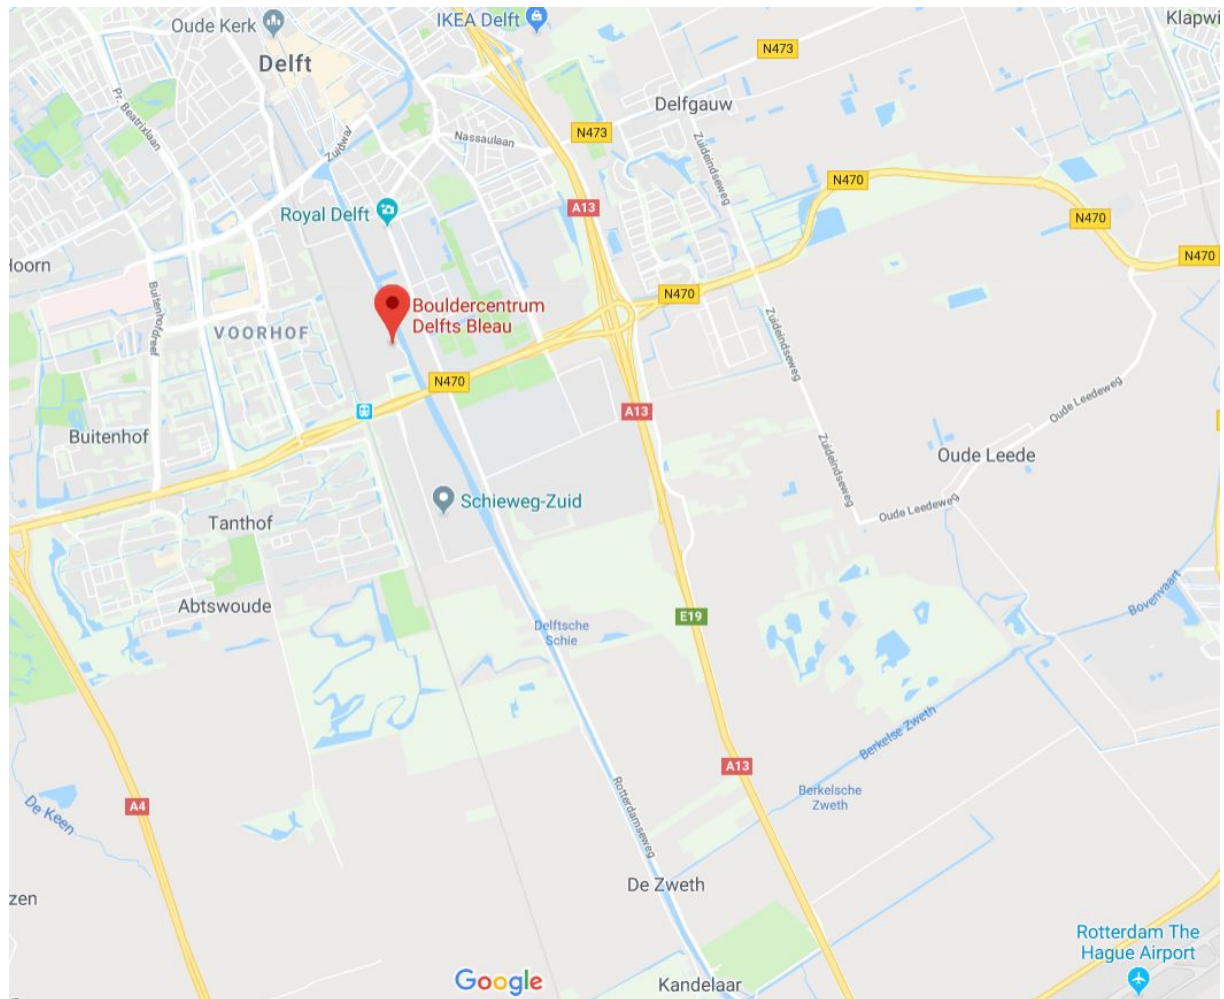 Oude Kerk
IKEA Delft
Klapwi
Delft
N473
Delfgauw
Pr. Beatrixlaan
Zuidwal
Nassaulaan
N473
Zuideindseweg
N470
Royal Delft
A13
N470
Hoorn
N470
Buitenhofdreef
N470
Bouldercentrum
Delfts Bleau
VOORHOF
Zuideindseweg
N470
A13
Oude Leedeweg
Buitenhof
Zuideindseweg
Oude Leede
Schieweg-Zuid
Oude Leedeweg
Tanthof
Abtswoude
E19
Bovenvaart
Delftsche
Schie
Berkelse Zweth
A13
Berkelsche
Zweth
A4
De Keen
Rotterdamseweg
De Zweth
zen
Rotterdam The
Hague Airport
Google
Kandelaar